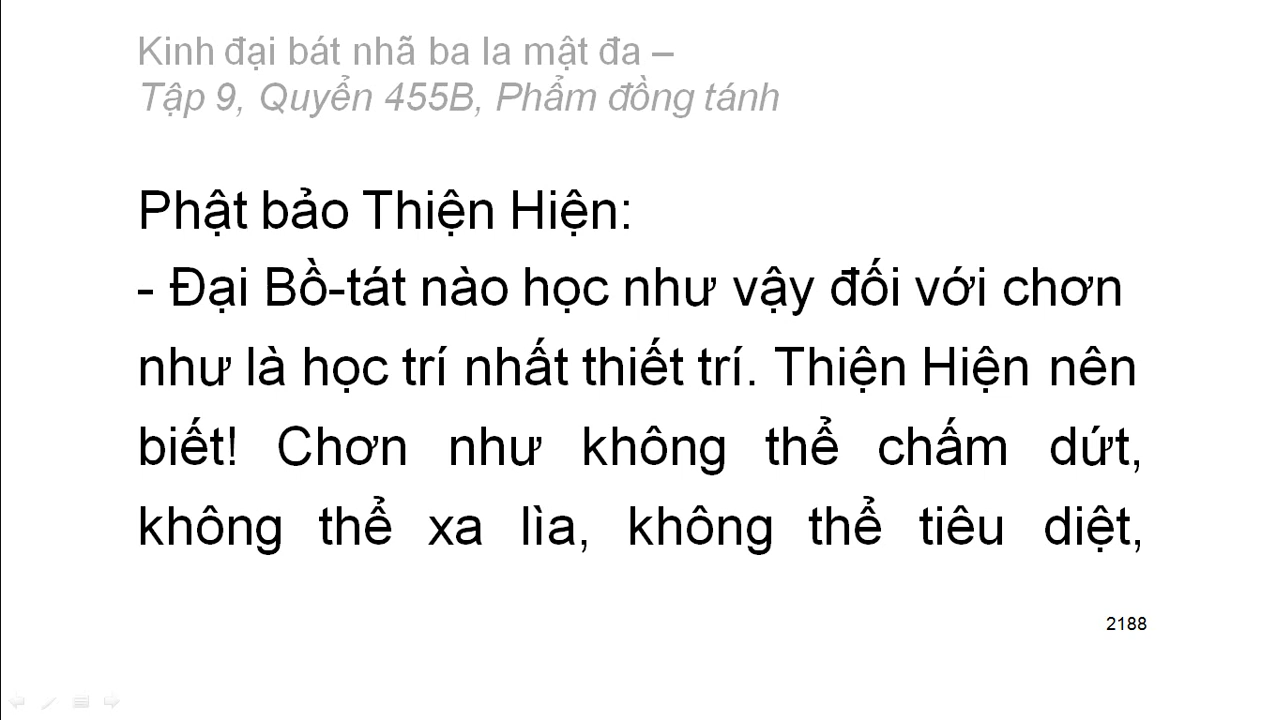 Kinh đại bát nhã ba la mật đa –
Tập 9, Quyển 455B, Phẩm đồng tánh
Phật bảo Thiện Hiện:
- Đại Bồ-tát nào học như vậy đối với chơn
như là học trí nhất thiết trí. Thiện Hiện nên
biết! Chơn như không thể chấm dứt,
không thể xa lìa, không thể tiêu diệt,
2188